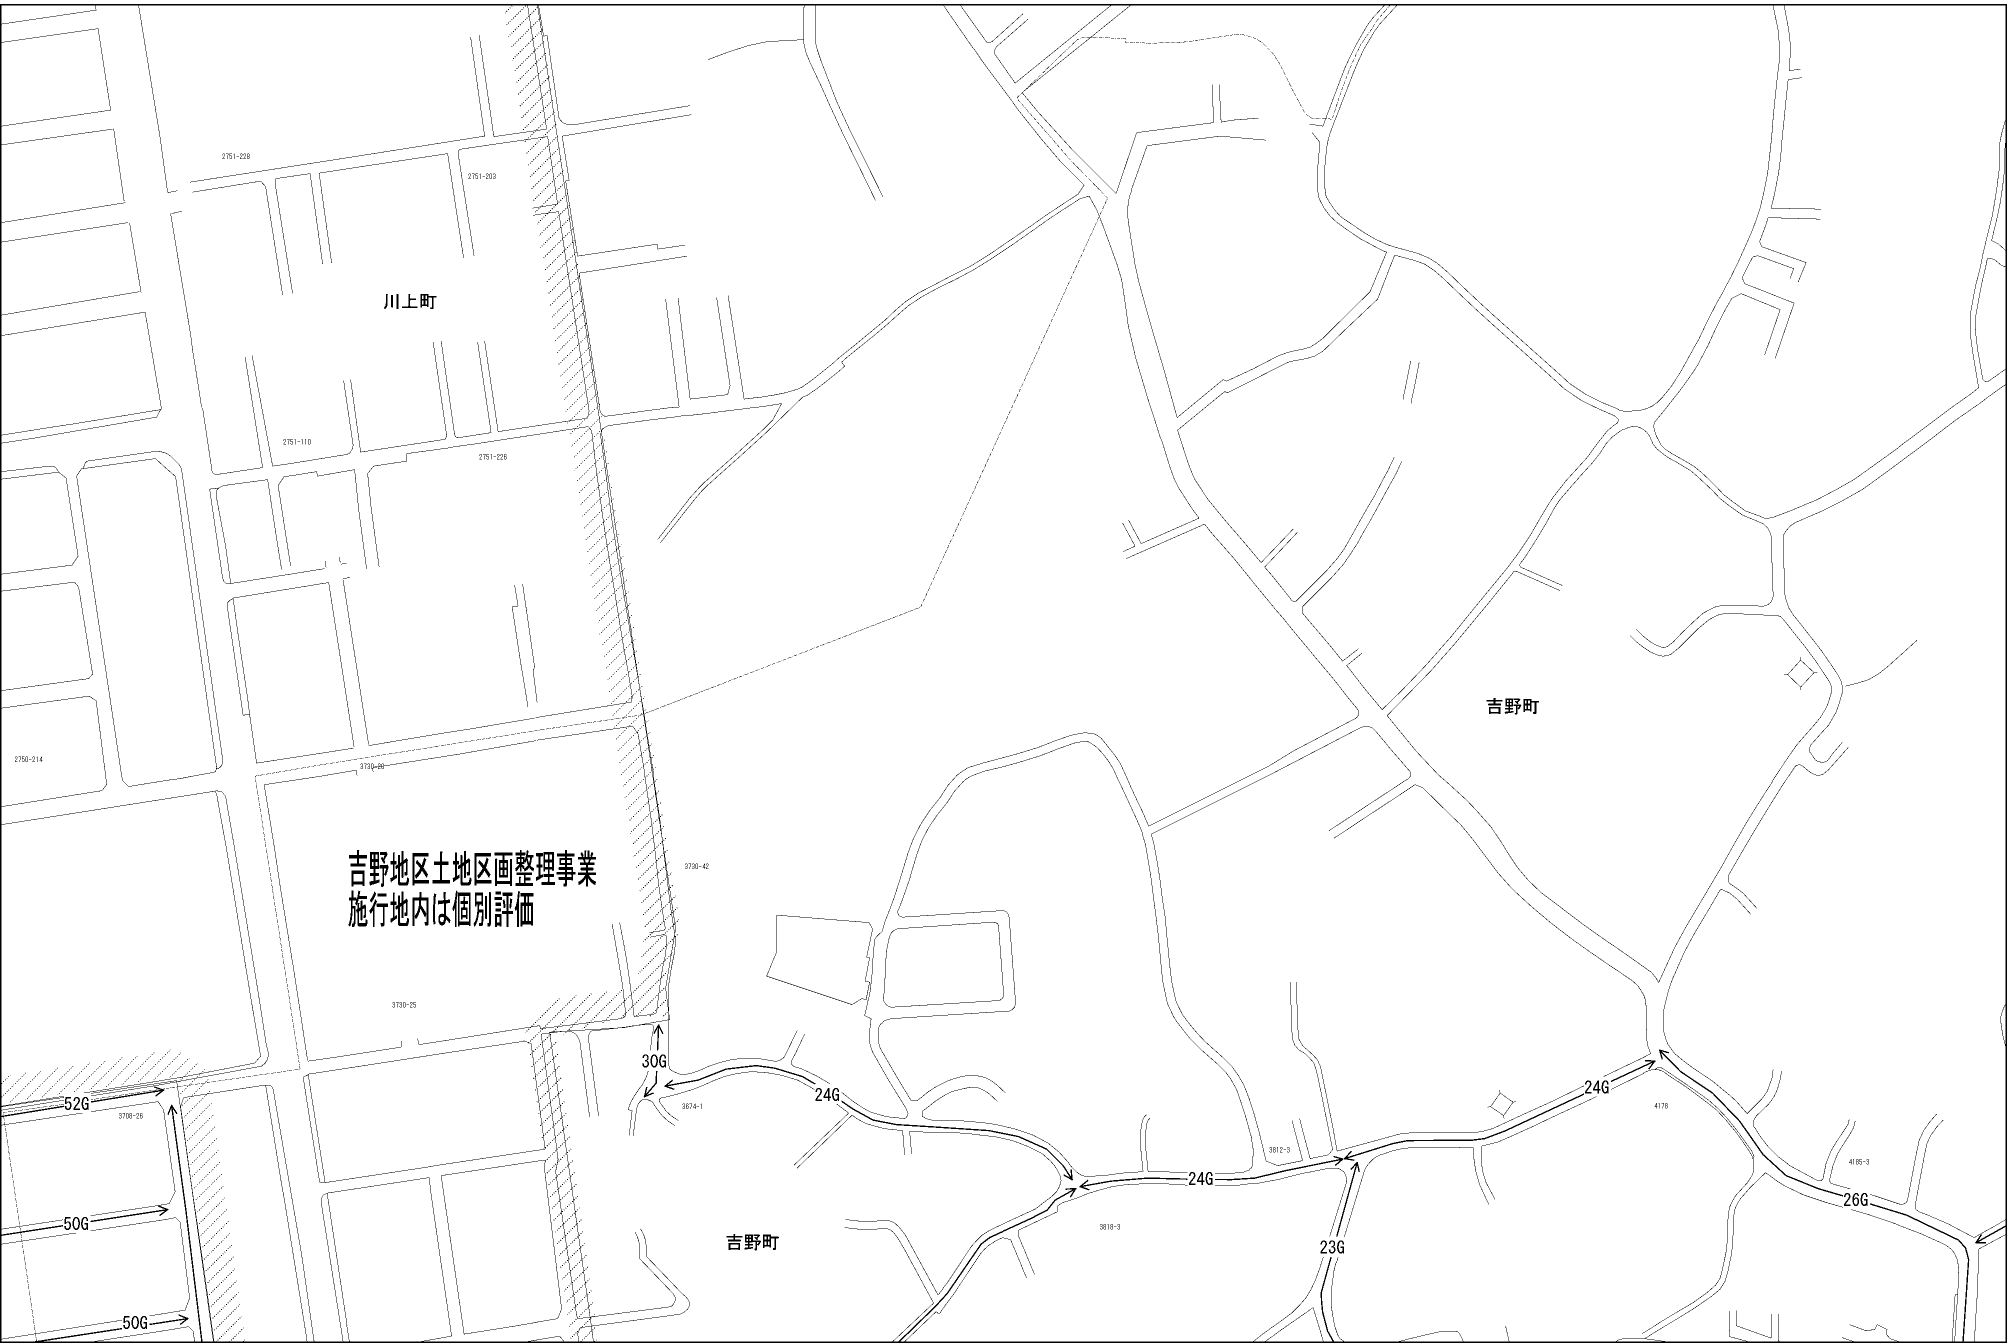 2751-228
2751-203
川上町
2751-110
2751-226
吉野町
2750-214
3730-26
吉野地区土地区画整理事業
施行地内は個別評価
3730-42
3730-25
30G
24G
24G
52G
3708-26
3674-1
4178
3812-3
4185-3
24G
26G
50G
3818-3
吉野町
23G
50G